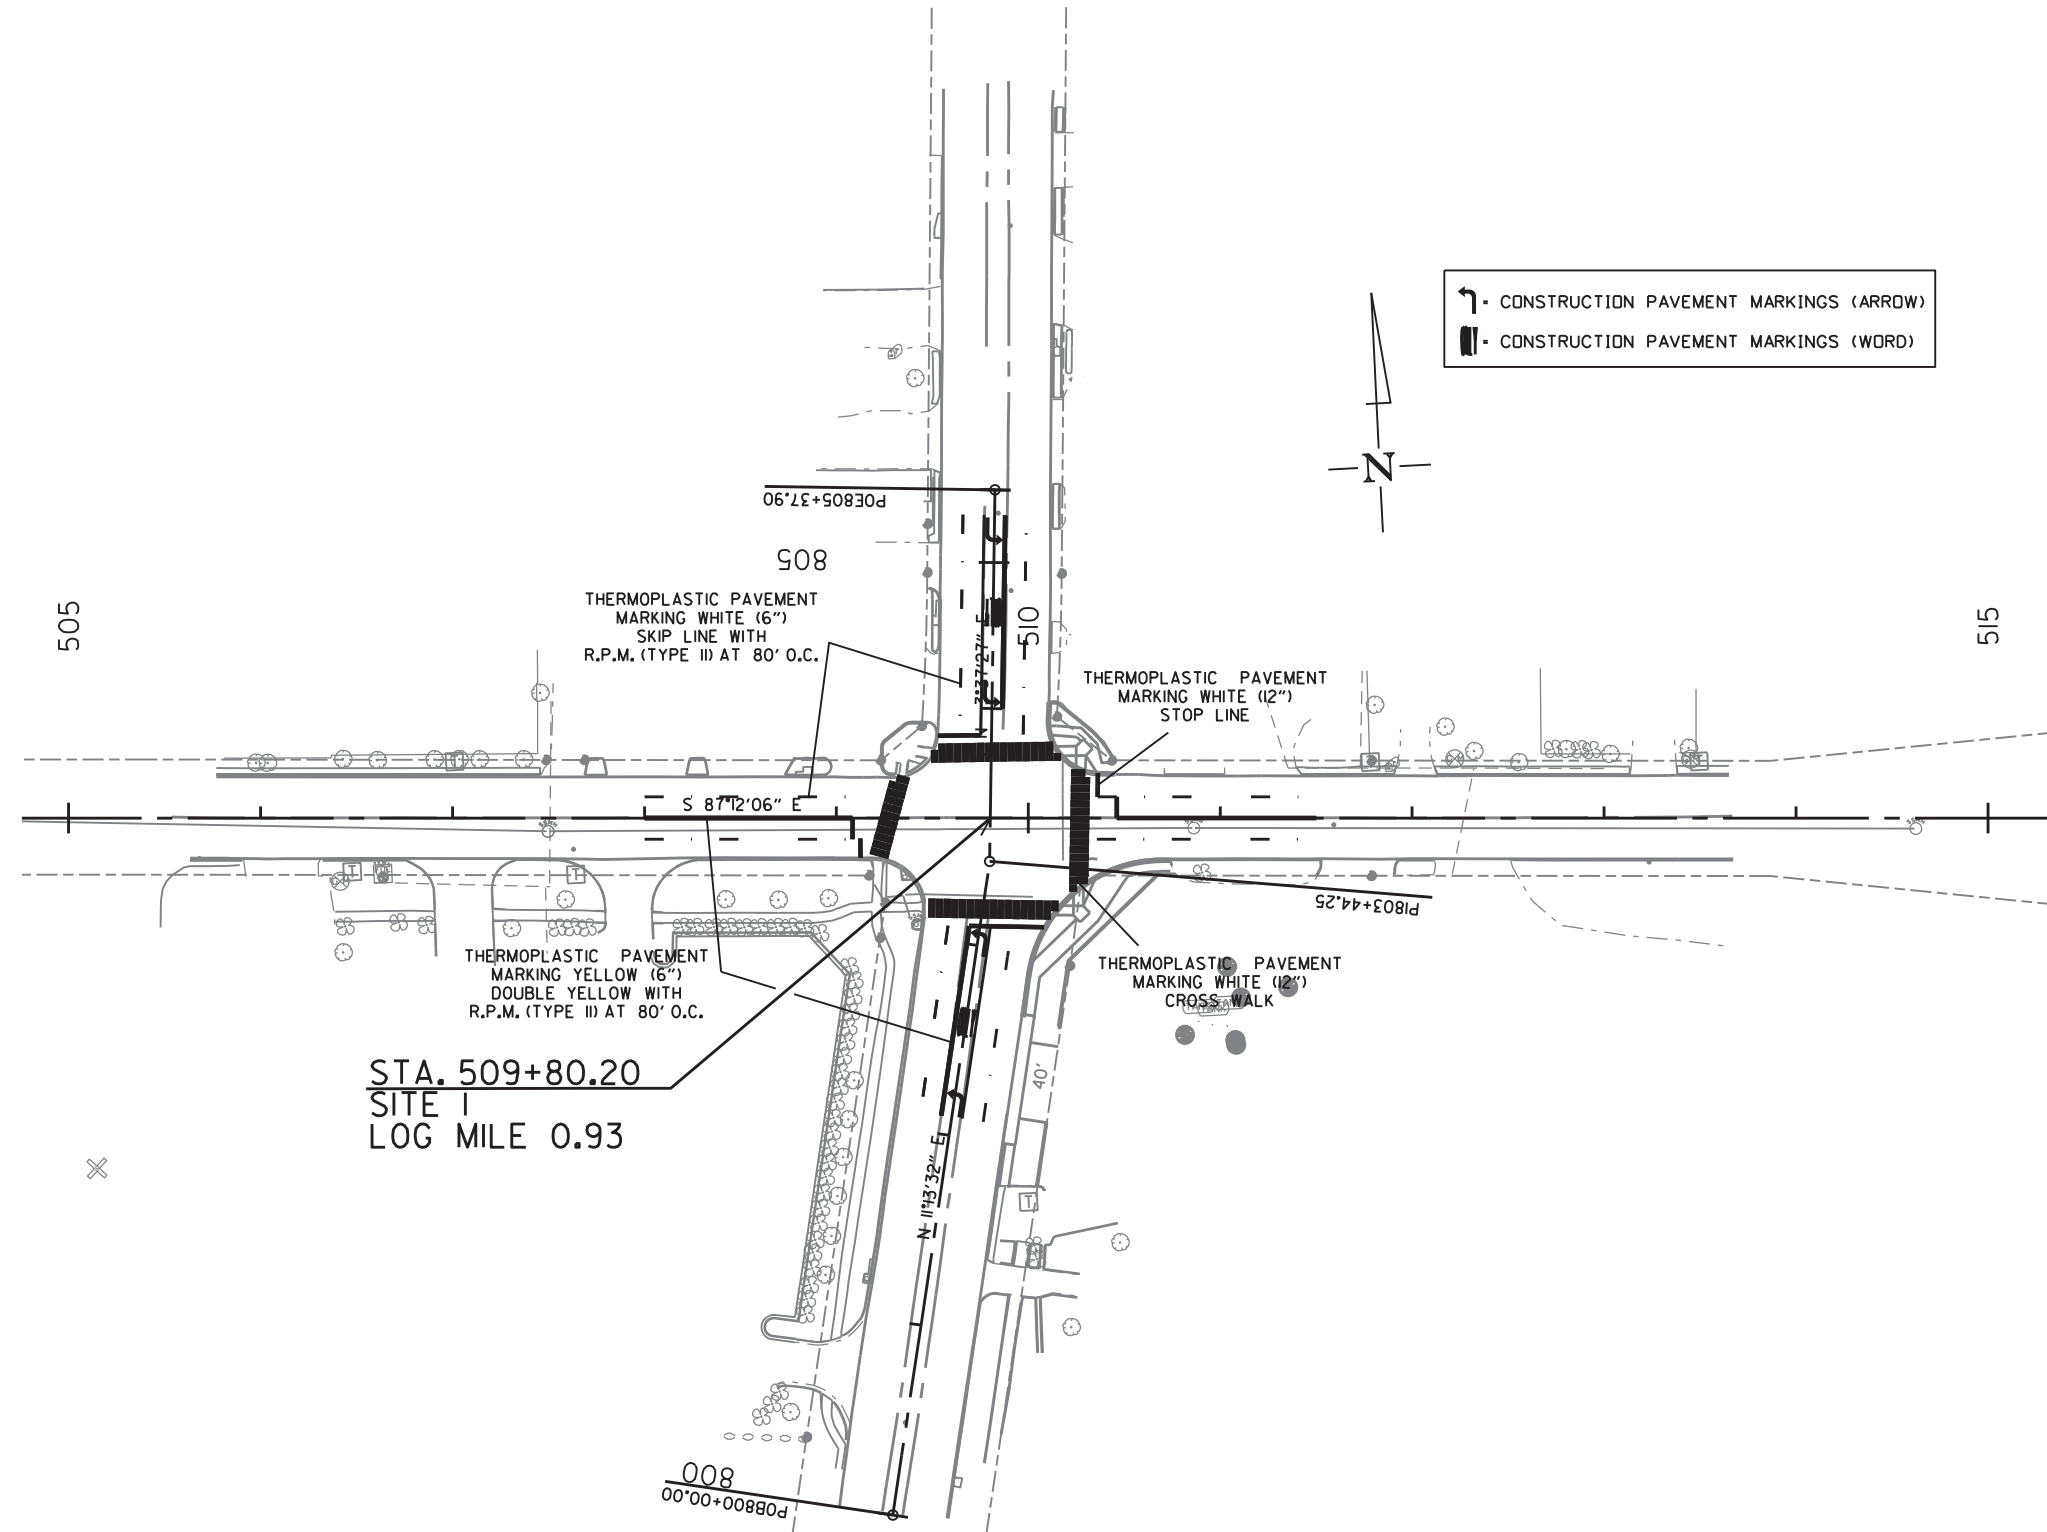 CONSTRUCTION PAVEMENT MARKINGS (ARROW)
CONSTRUCTION PAVEMENT MARKINGS (WORD)
N
POE805+37.90
805
THERMOPLASTIC PAVEMENT
MARKING WHITE (6")
SKIP LINE WITH
R.P.M. (TYPE II) AT 80' O.C.
505
510
515
3°37'27" E
N
THERMOPLASTIC PAVEMENT
MARKING WHITE (12")
STOP LINE
S 87°12'06" E
PI803+44.25
THERMOPLASTIC PAVEMENT
MARKING YELLOW (6")
DOUBLE YELLOW WITH
R.P.M. (TYPE II) AT 80' O.C.
THERMOPLASTIC PAVEMENT
MARKING WHITE (12")
CROSS WALK
STA. 509+80.20
SITE 1
LOG MILE 0.93
40'
N 11°13'32" E
T
T
T
800
POB800+00.00